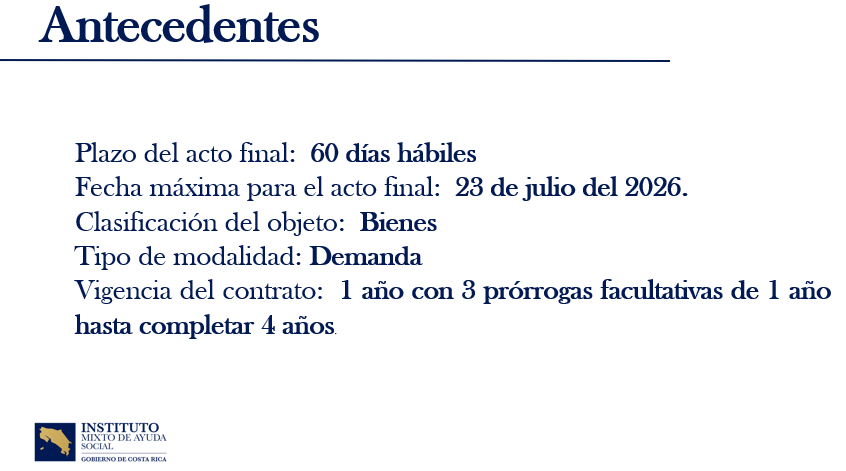 Antecedentes
Plazo del acto final: 60 días hábiles
Fecha máxima para el acto final: 23 de julio del 2026.
Clasificación del objeto: Bienes
Tipo de modalidad: Demanda
Vigencia del contrato: 1 año con 3 prórrogas facultativas de 1 año
hasta completar 4 años.
INSTITUTO
MIXTO DE AYUDA
SOCIAL
GOBIERNO DE COSTA RICA